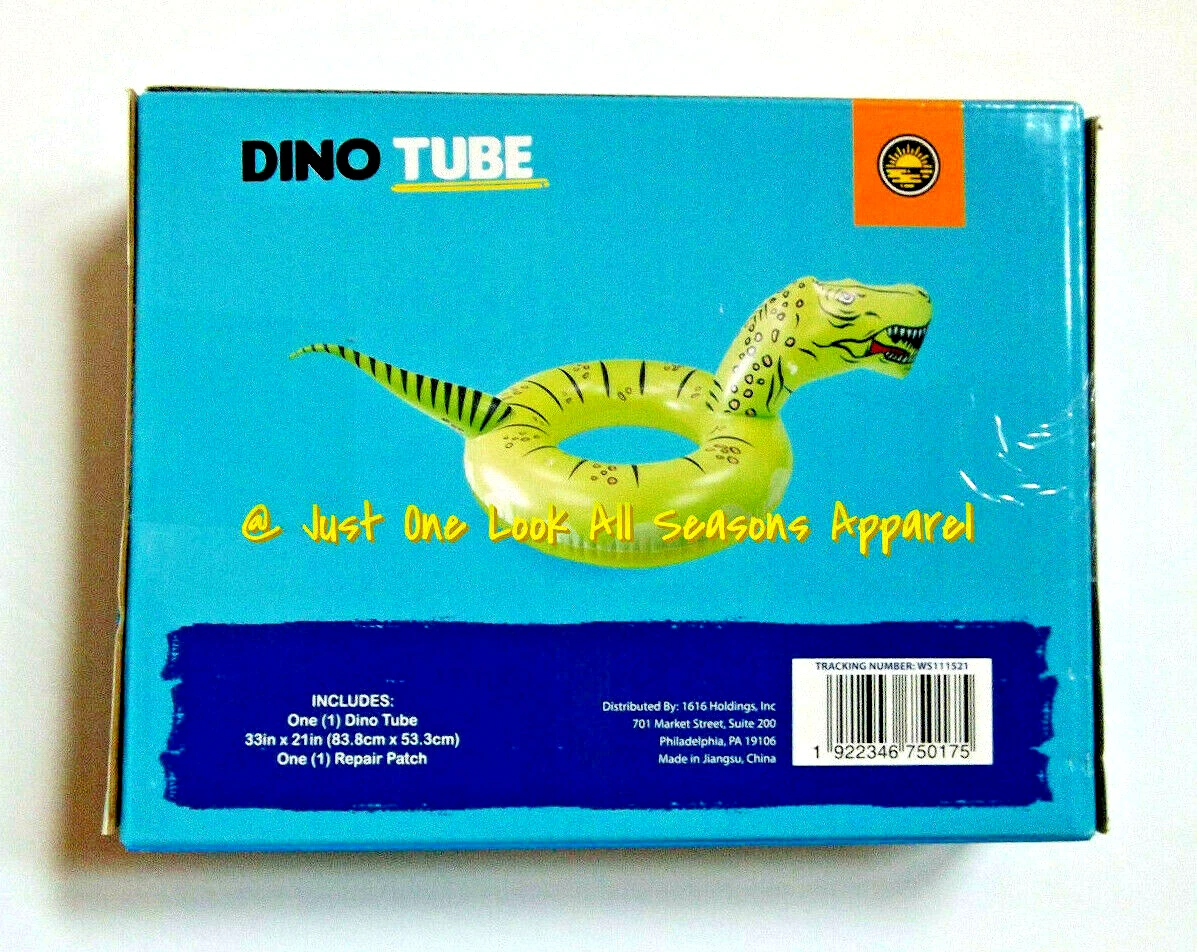 DINO TUBE
@ Just One Look All Seasons Apparel
INCLUDES:
One (1) Dino Tube
33in x 21in (83.8cm x 53.3cm)
One (1) Repair Patch
Distributed By: 1616 Holdings, Inc
701 Market Street, Suite 200
Philadelphia, PA 19106
Made in Jiangsu, China
TRACKING NUMBER: WS111521
1 922346 750175